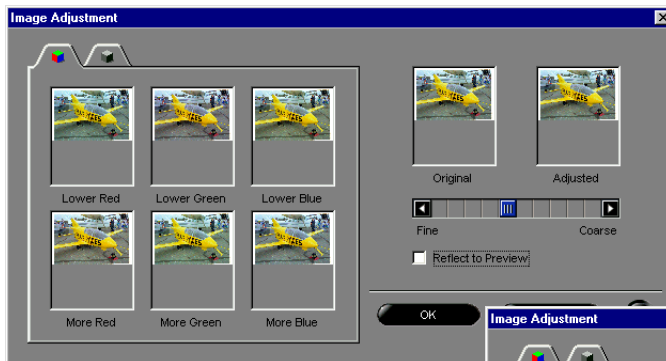 Image Adjustment
Lower Red Lower Green Lower Blue
More Red More Green More Blue
Original Adjusted
Fine Coarse
Reflect to Preview
OK
Image Adjustment